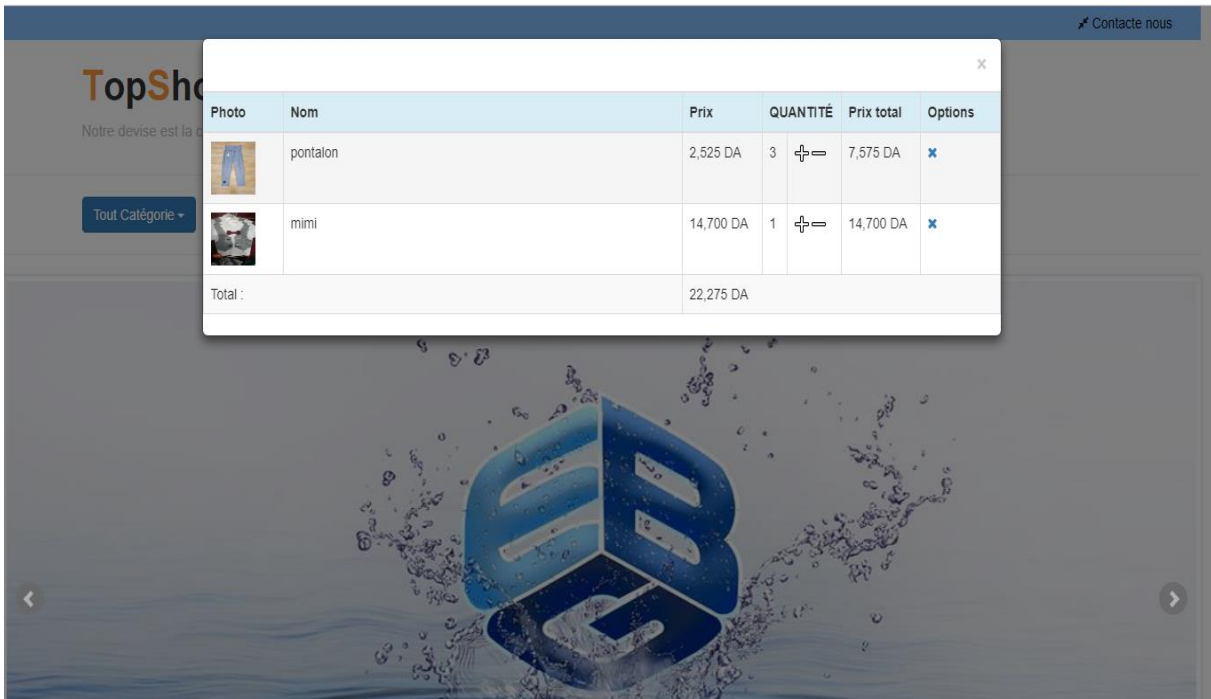 Contacte nous
×
TopSho
Notre devise est la c
Photo Nom Prix QUANTITÉ Prix total Options
pontalon 2,525 DA 3 7,575 DA
Tout Catégorie
mimi 14,700 DA 1 14,700 DA
Total : 22,275 DA